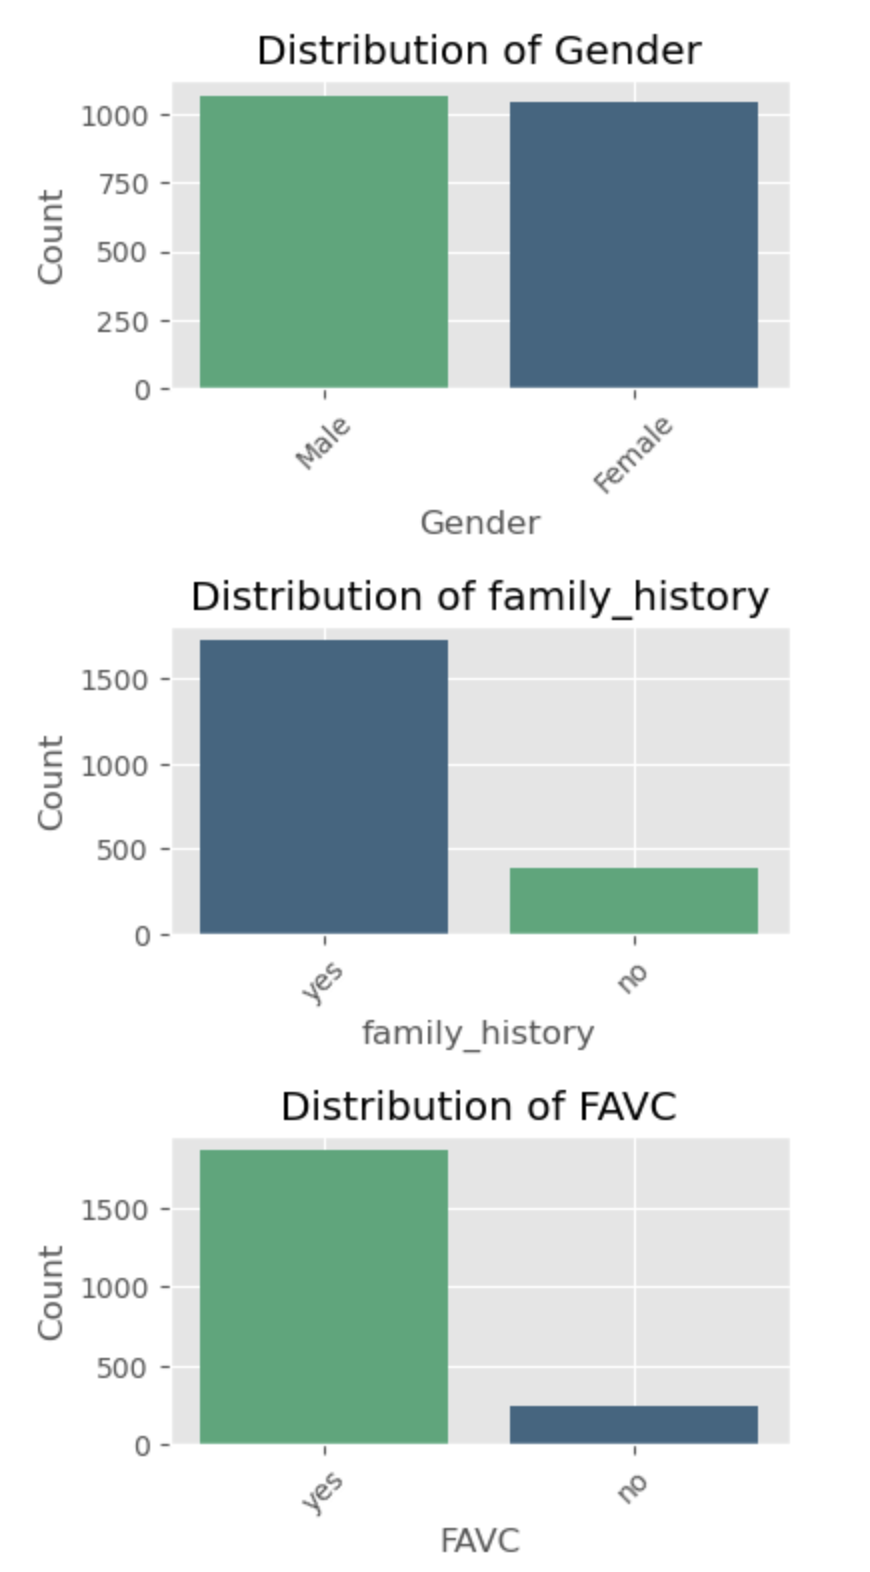 Distribution of Gender
1000
750
500
250
0
Count
Male
Female
Gender
Distribution of family_history
1500
1000
500
0
Count
yes
no
family_history
Distribution of FAVC
1500
1000
500
0
Count
yes
no
FAVC